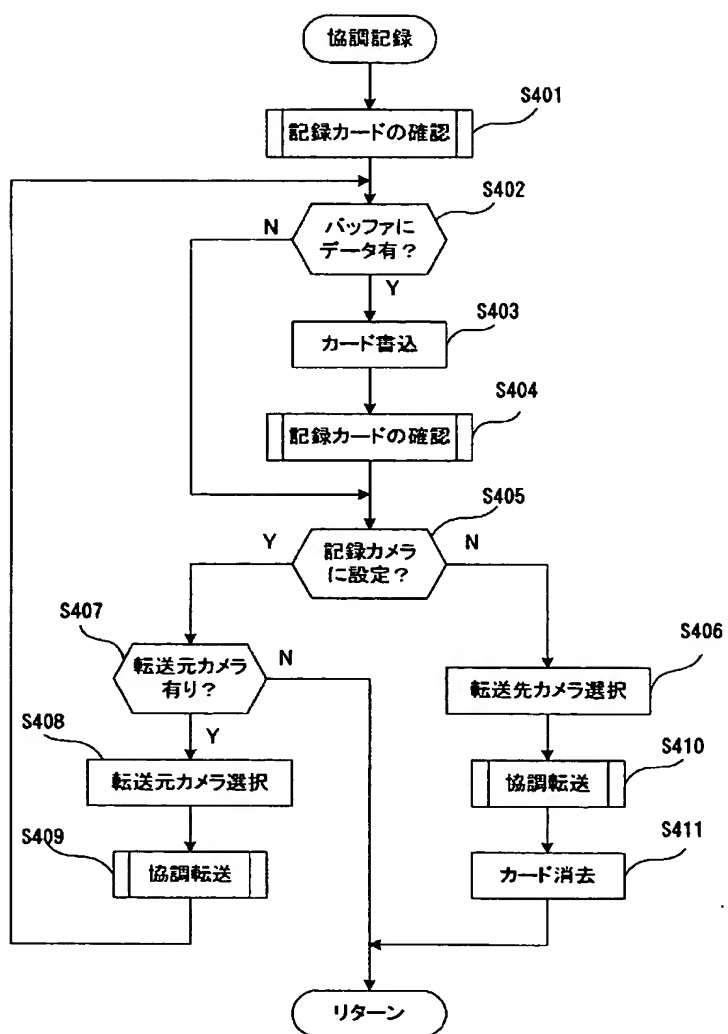 協調記録
S401
記録カードの確認
S402
N
バッファに
データ有？
Y
S403
カード書込
S404
記録カードの確認
S405
Y
記録カメラ
に設定？
N
S407
転送元カメラ
有り？
N
S406
転送先カメラ選択
S408
Y
転送元カメラ選択
S410
協調転送
S409
協調転送
S411
カード消去
リターン